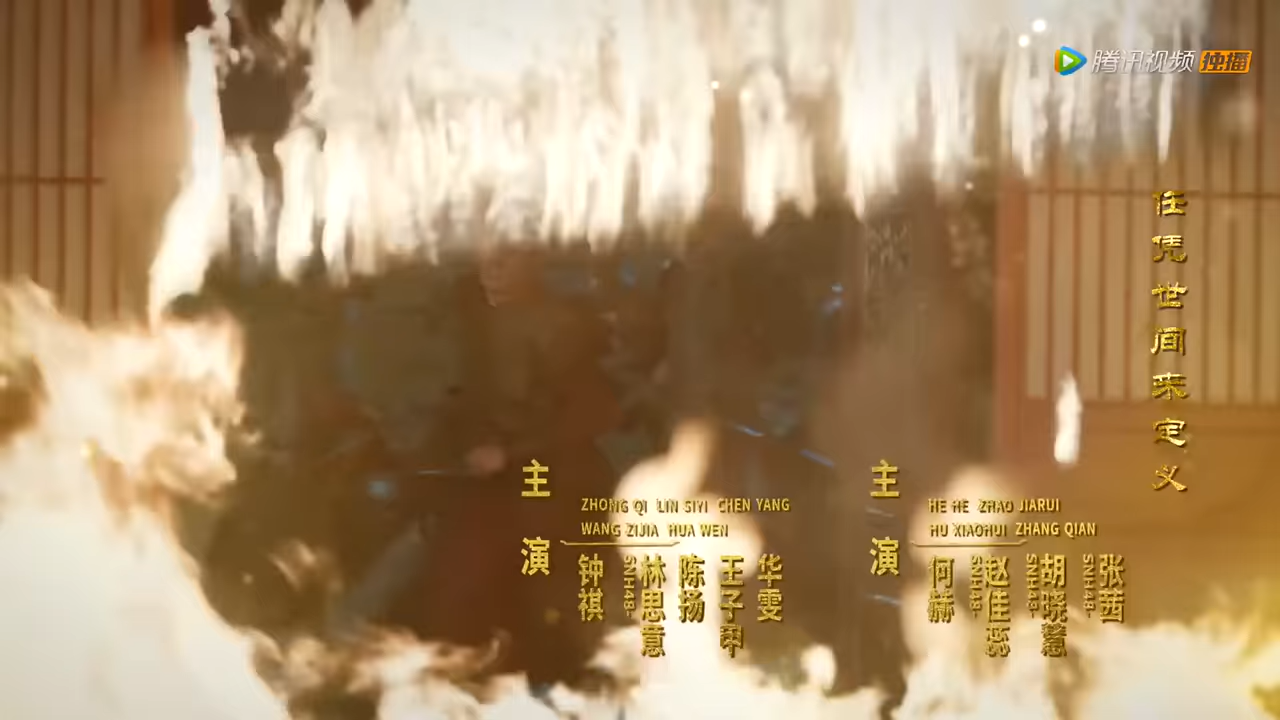 腾讯视频 独播
任凭世间来定义
主演
ZHONG QI LIN SIYI CHEN YANG
WANG ZIJIA HUA WEN
钟祺
SNH48-林思意
陈扬
王子甲
华雯
主演
HE HE ZHAO JIARUI
HU XIAOHUI ZHANG QIAN
何赫
SNH48-赵佳蕊
SNH48-胡晓慧
SNH48-张茜